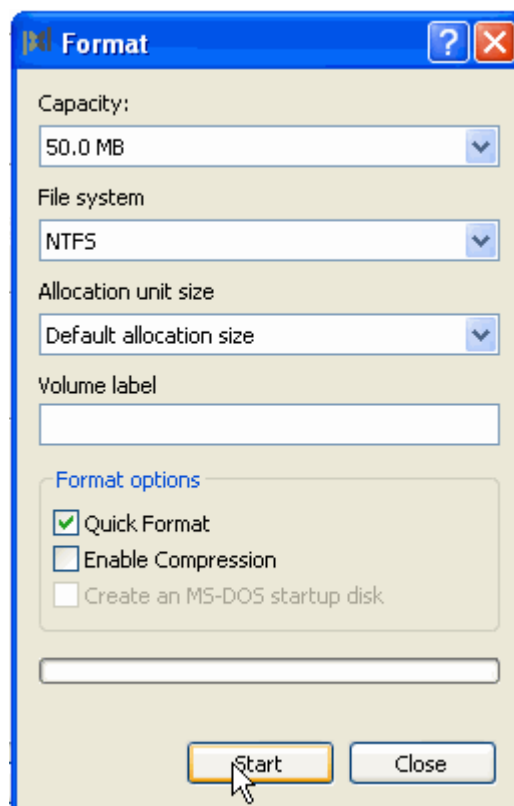 Format
Capacity:
50.0 MB
File system
NTFS
Allocation unit size
Default allocation size
Volume label
Format options
Quick Format
Enable Compression
Create an MS-DOS startup disk
Start
Close